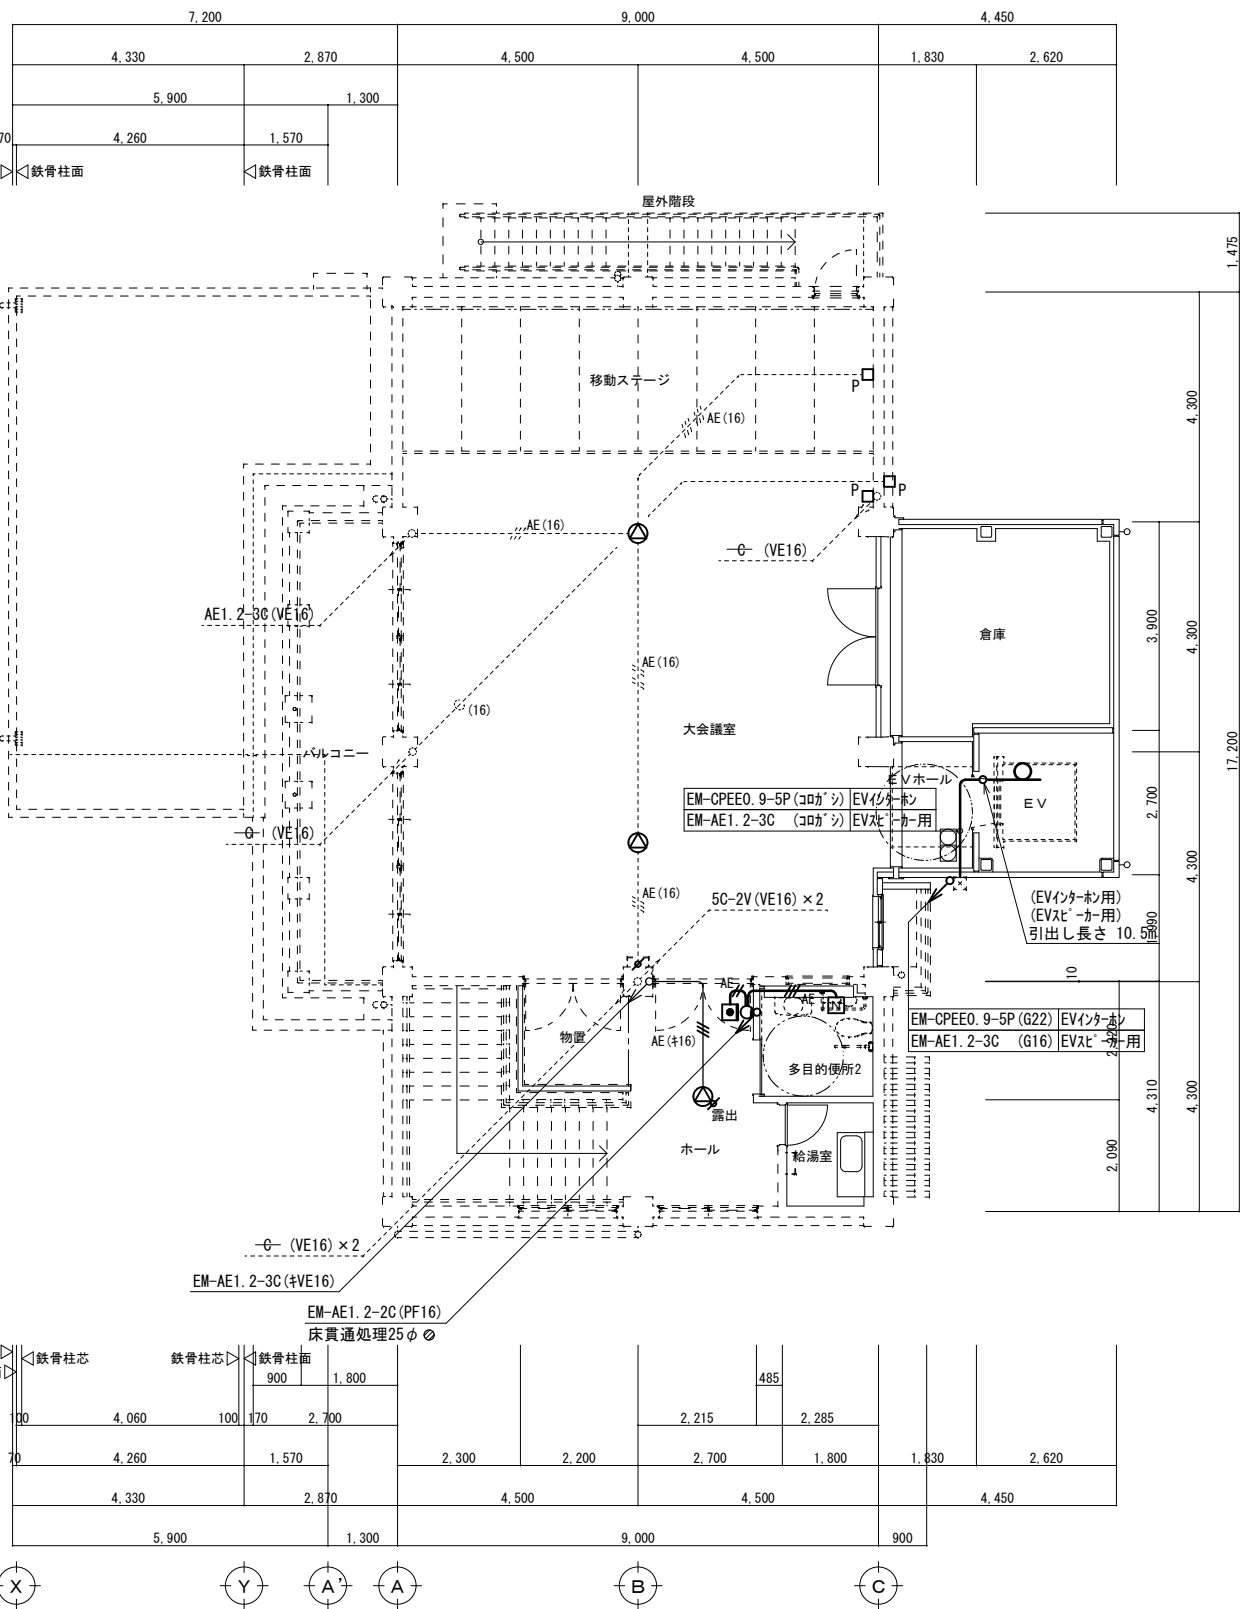 7,200 9,000 4,450
4,330 2,870 4,500 4,500 1,830 2,620
5,900 1,300
70 4,260 1,570
鉄骨柱面 鉄骨柱面
屋外階段
1,475
移動ステージ
P
AE(16)
4,300
P P
AE(16)
C (VE16)
AE1.2-3C(VE16)
倉庫
3,900
4,300
AE(16)
(16)
大会議室
17,200
バルコニー
EVホール
EM-CPEE0.9-5P(コロガシ) EVインターホン
EV
2,700
EM-AE1.2-3C (コロガシ) EVスピーカー用
(VE16)
4,300
AE(16)
5C-2V(VE16)×2
(EVインターホン用)
(EVスピーカー用)
引出し長さ 10.5m
10
AE
AE
物置
AE(ｷ16)
EM-CPEE0.9-5P(G22) EVインターホン
EM-AE1.2-3C (G16) EVスピーカー用
多目的便所2
4,310
4,300
露出
ホール
給湯室
2,090
C (VE16)×2
EM-AE1.2-3C(ｷVE16)
EM-AE1.2-2C(PF16)
床貫通処理25φ
鉄骨柱芯 鉄骨柱芯 鉄骨柱面
900 1,800 485
100 4,060 100 170 2,700 2,215 2,285
70 4,260 1,570 2,300 2,200 2,700 1,800 1,830 2,620
4,330 2,870 4,500 4,500 4,450
5,900 1,300 9,000 900
X Y A' A B C